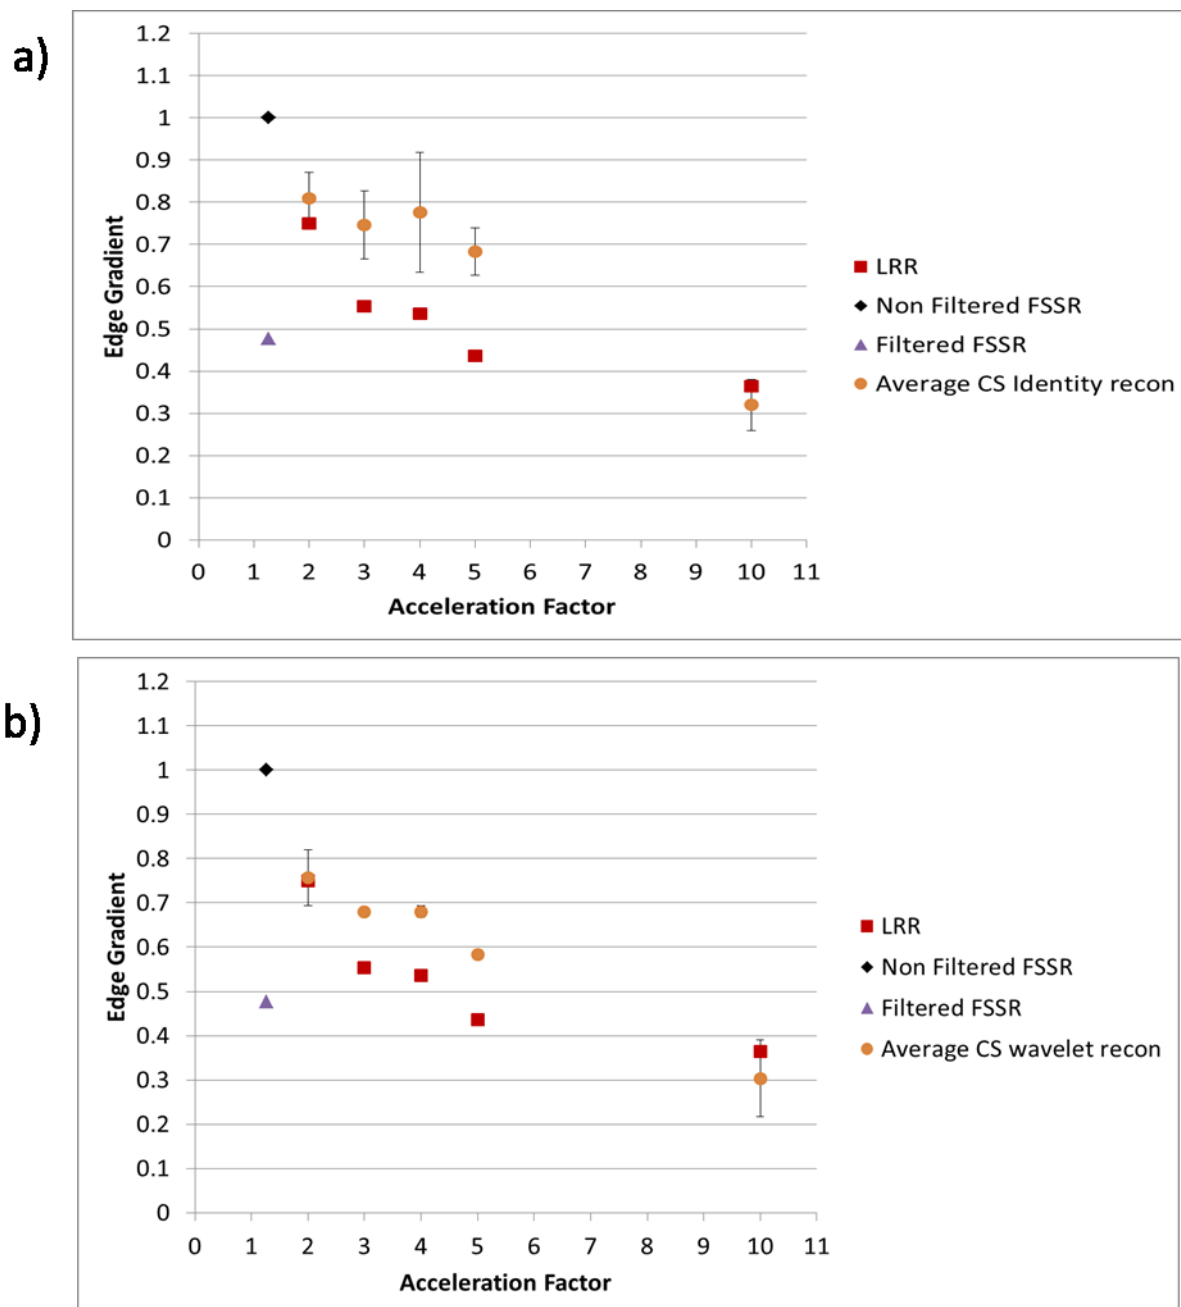 a)
1.2
1.1
1
0.9
0.8
0.7
0.6
0.5
0.4
0.3
0.2
0.1
0
Edge Gradient
0 1 2 3 4 5 6 7 8 9 10 11
Acceleration Factor
LRR
Non Filtered FSSR
Filtered FSSR
Average CS Identity recon
b)
1.2
1.1
1
0.9
0.8
0.7
0.6
0.5
0.4
0.3
0.2
0.1
0
Edge Gradient
0 1 2 3 4 5 6 7 8 9 10 11
Acceleration Factor
LRR
Non Filtered FSSR
Filtered FSSR
Average CS wavelet recon